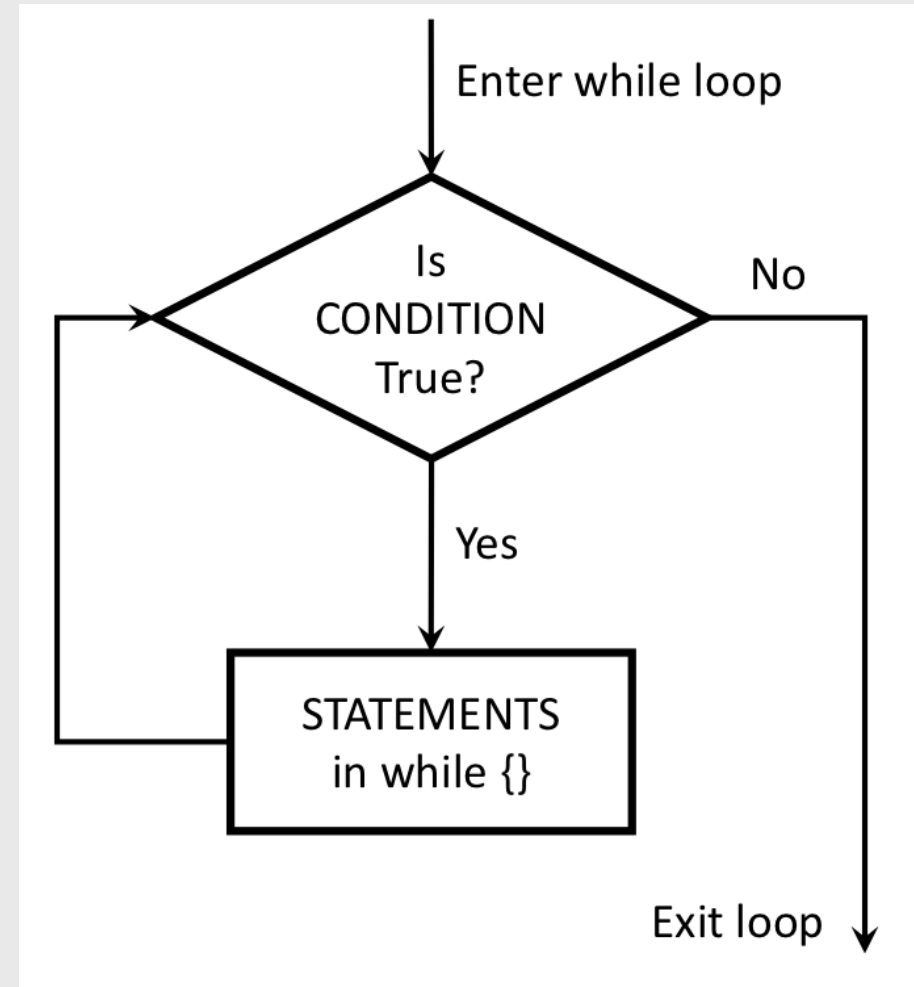 Enter while loop
Is
CONDITION
True?
No
Yes
STATEMENTS
in while {}
Exit loop